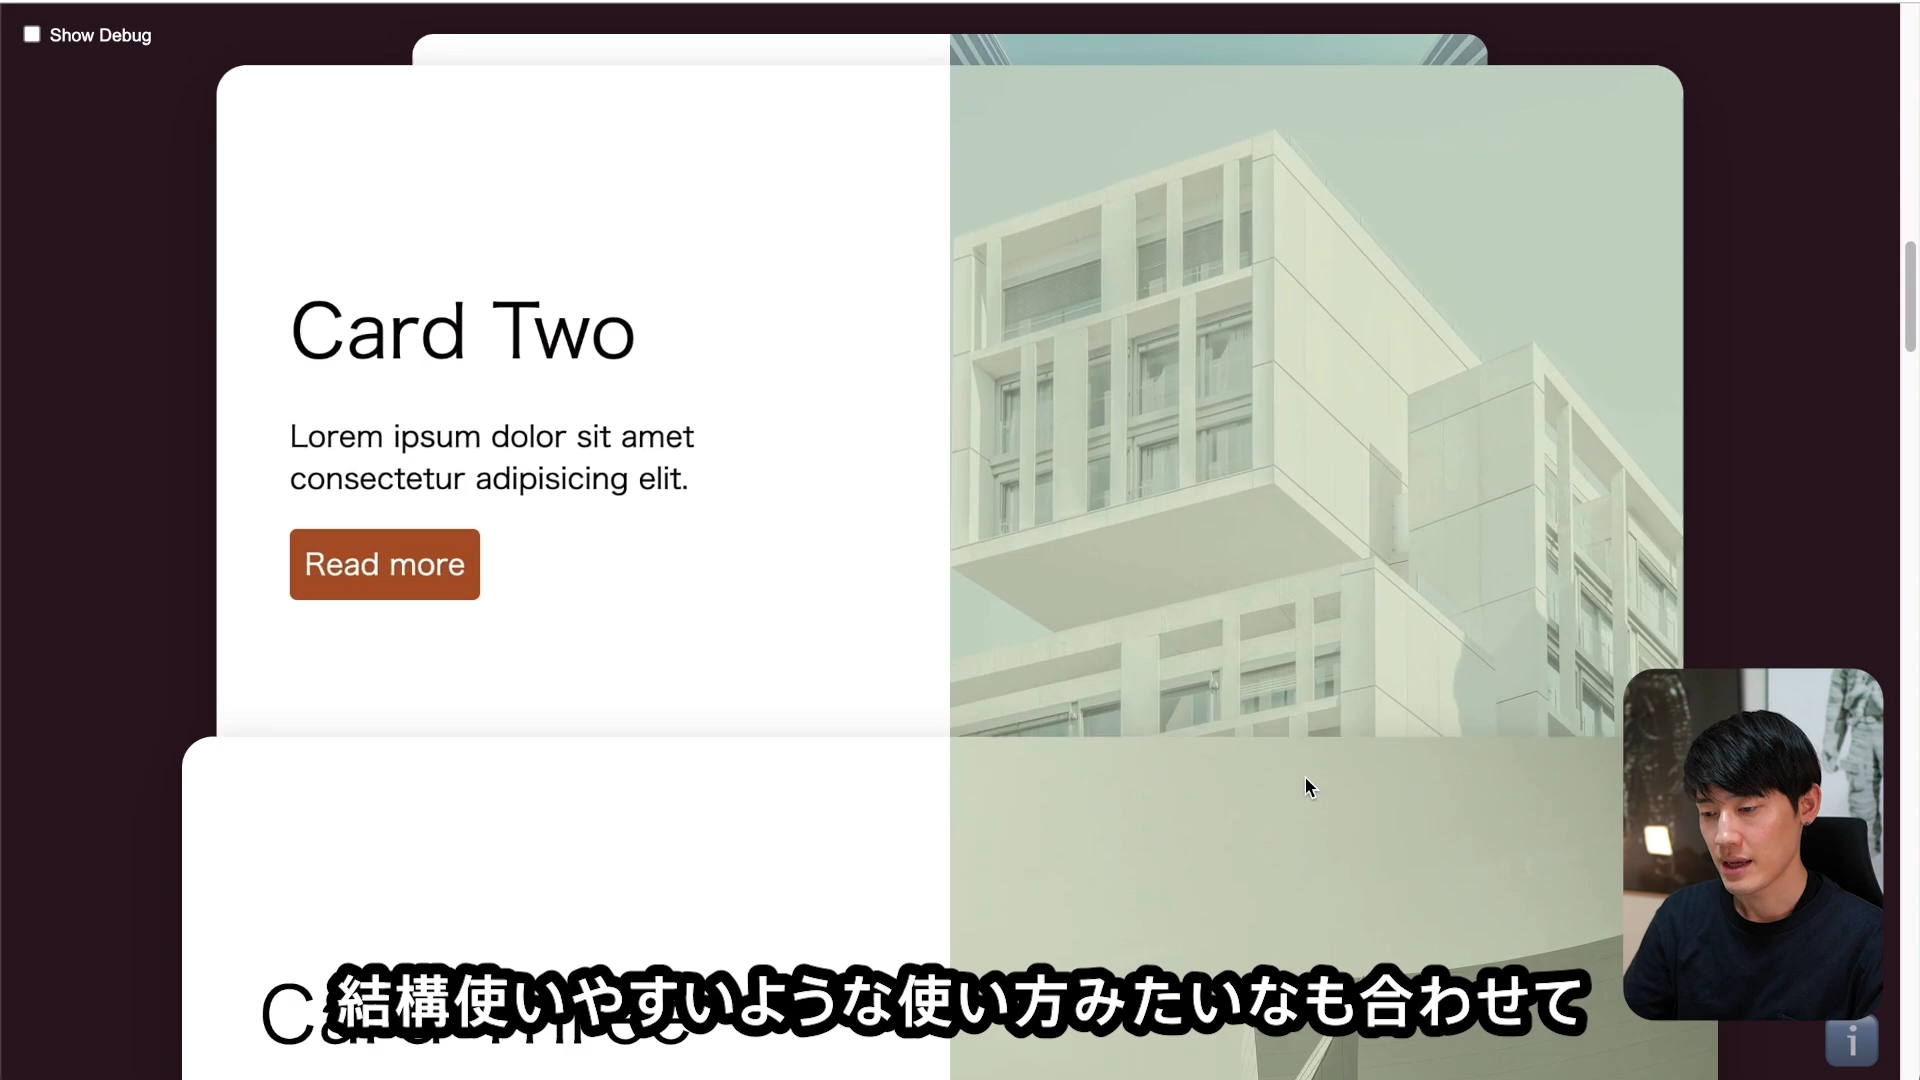 Show Debug
Card Two
Lorem ipsum dolor sit amet
consectetur adipisicing elit.
Read more
結構使いやすいような使い方みたいなも合わせて
i